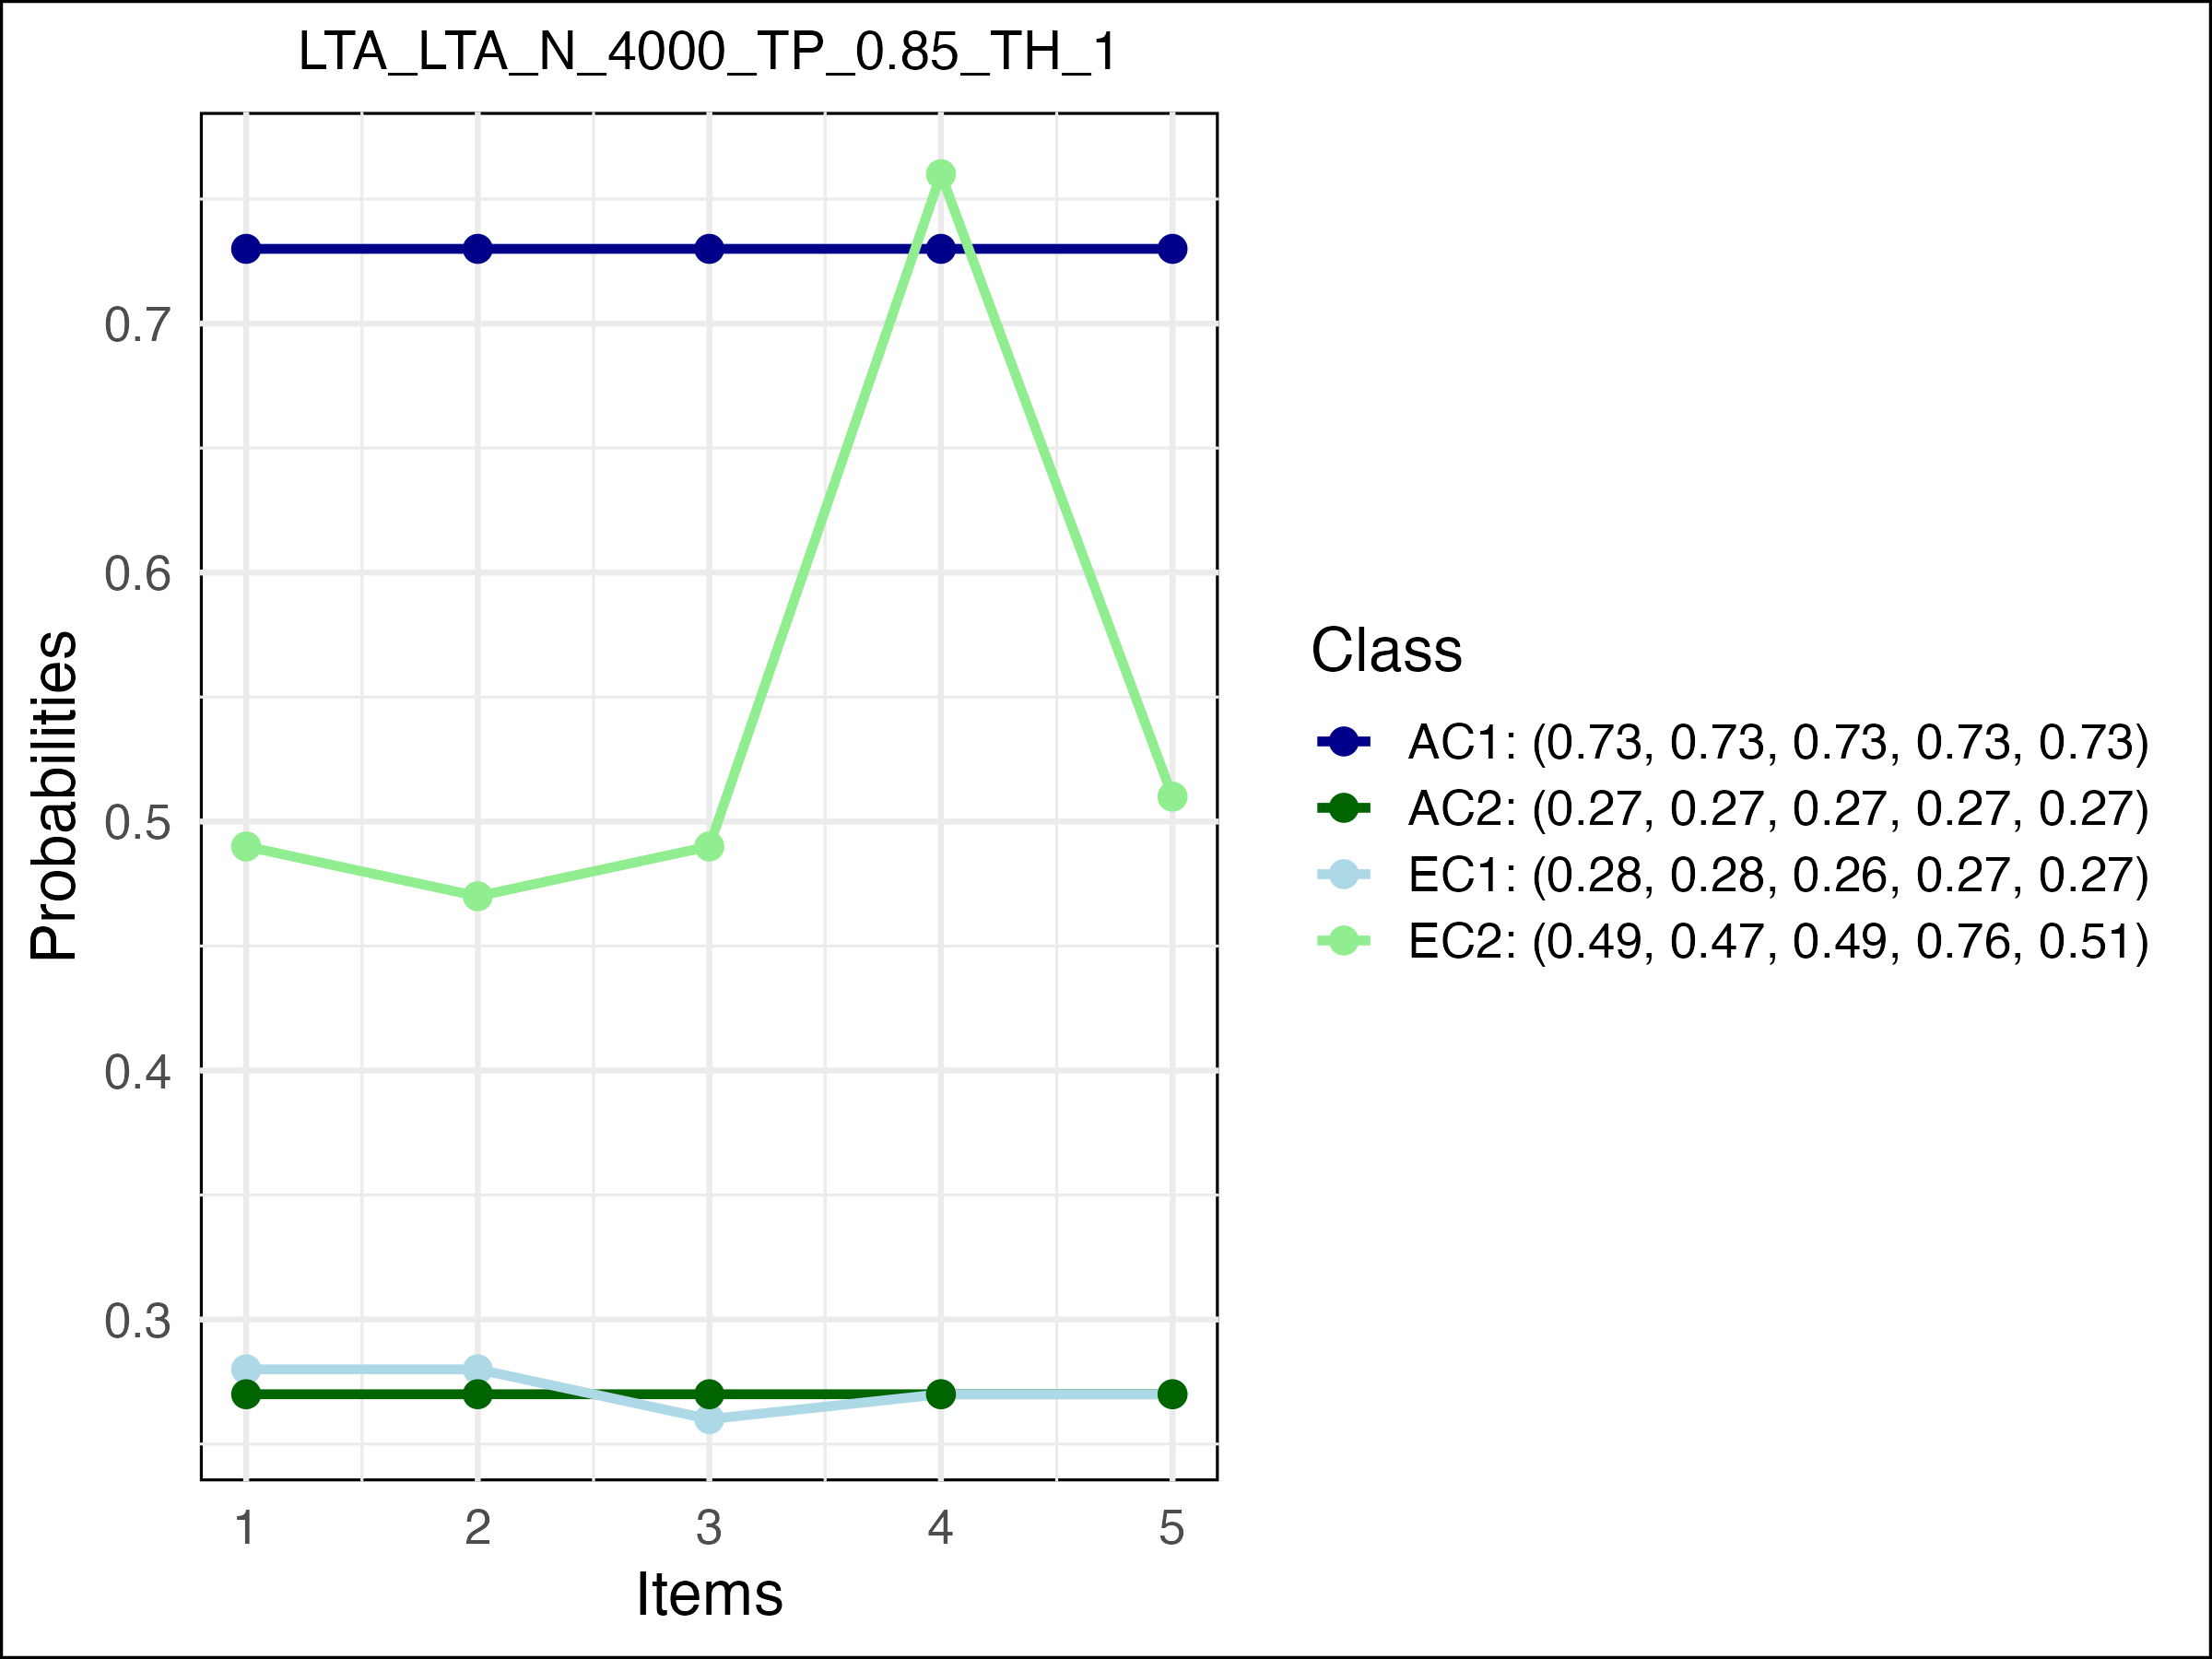 LTA_LTA_N_4000_TP_0.85_TH_1
Probabilities
0.7
0.6
0.5
0.4
0.3
1 2 3 4 5
Items
Class
AC1: (0.73, 0.73, 0.73, 0.73, 0.73)
AC2: (0.27, 0.27, 0.27, 0.27, 0.27)
EC1: (0.28, 0.28, 0.26, 0.27, 0.27)
EC2: (0.49, 0.47, 0.49, 0.76, 0.51)